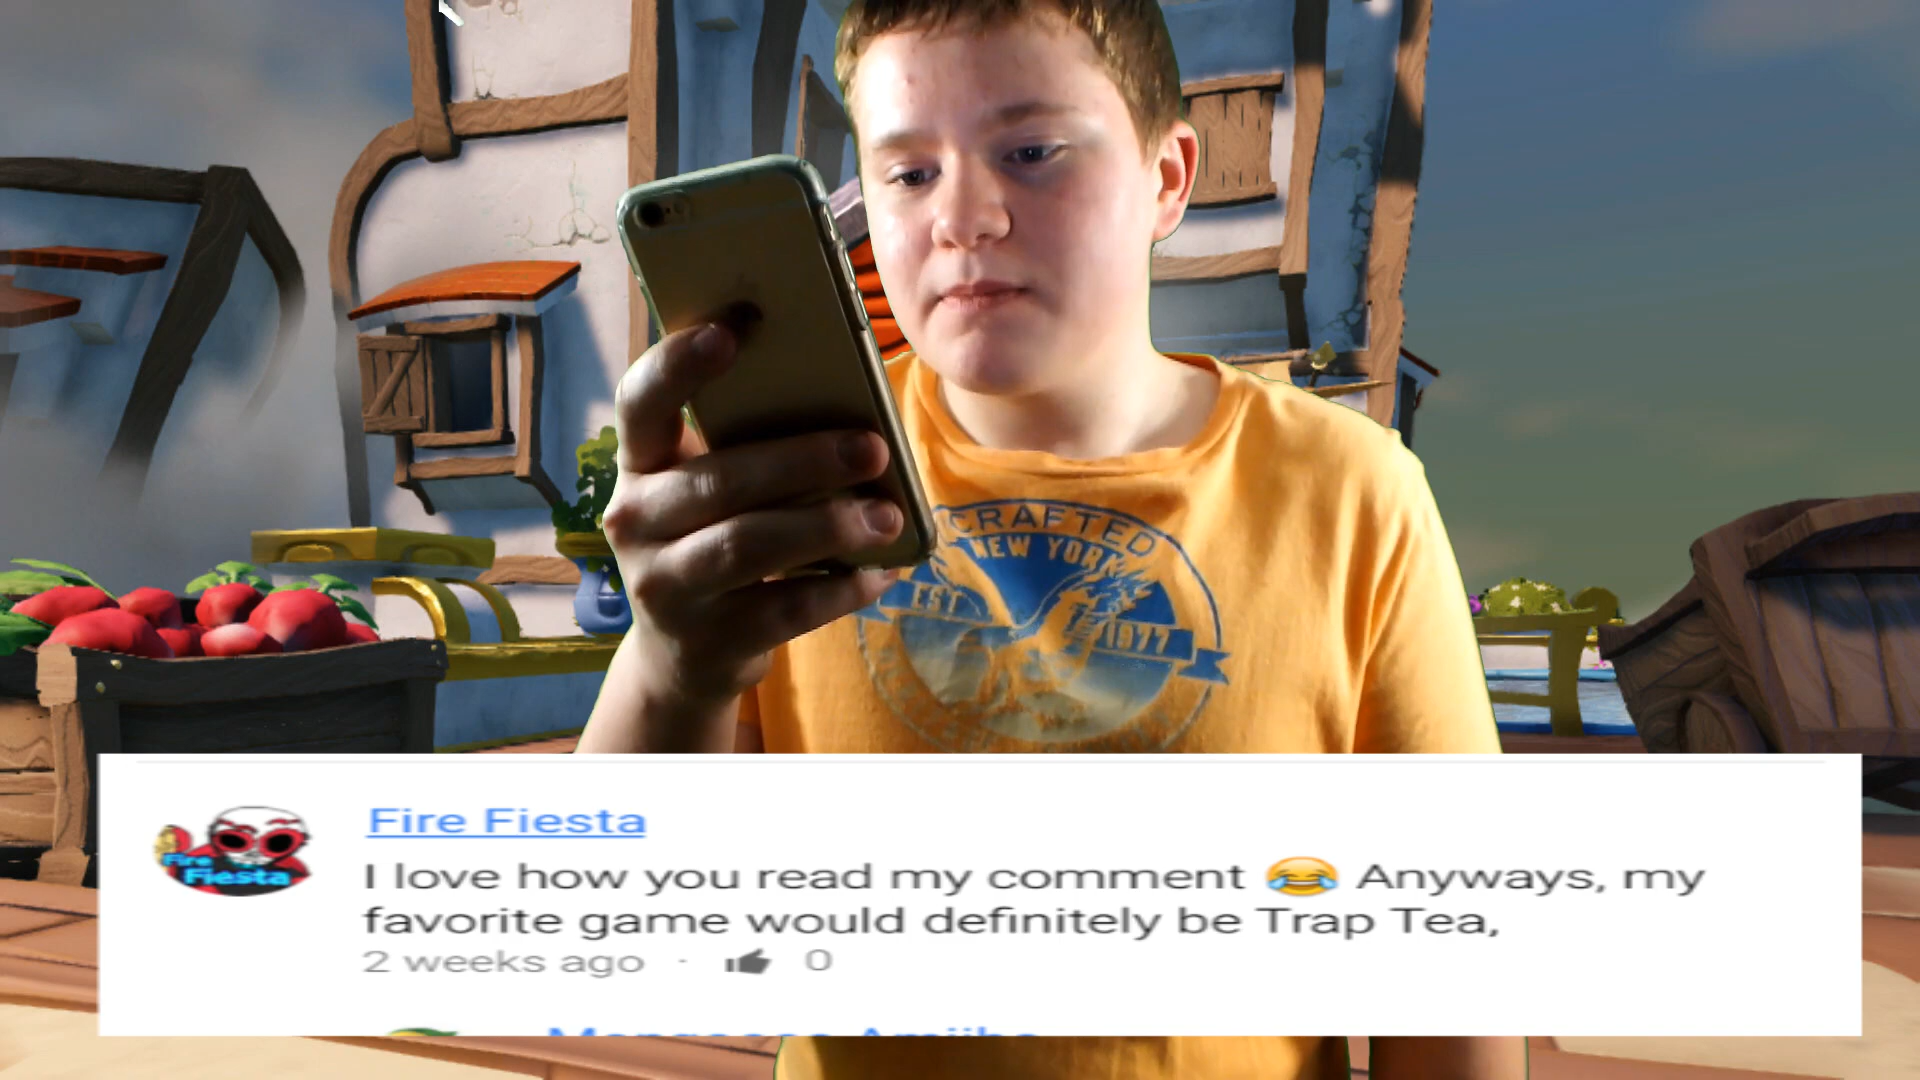 CRAFTED
NEW YORK
EST 1977
Fire Fiesta
Fire
Fiesta
I love how you read my comment 😂 Anyways, my
favorite game would definitely be Trap Tea,
2 weeks ago · 0